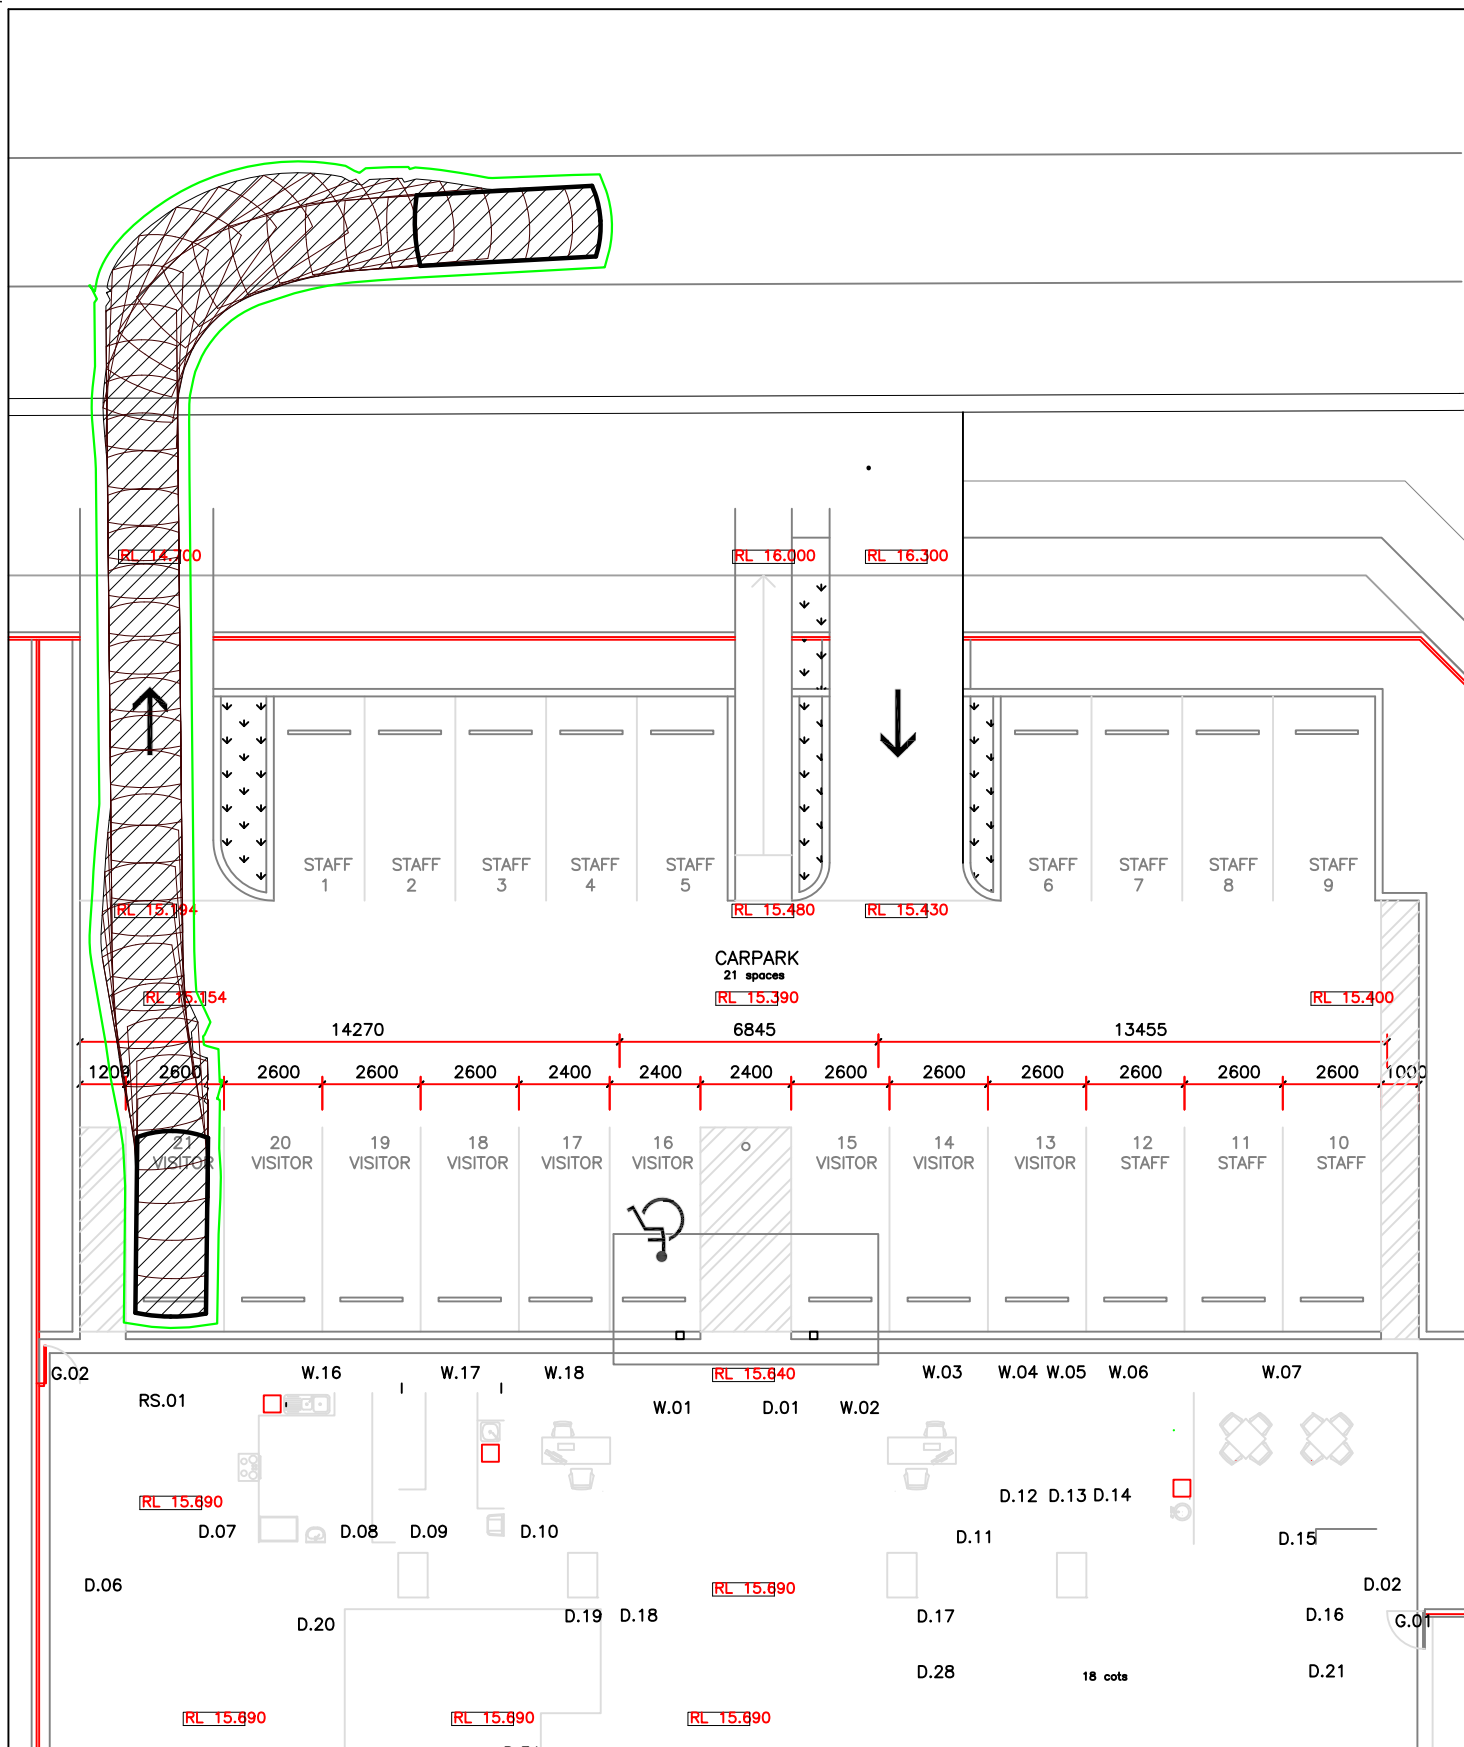 RL 14.700
RL 16.000
RL 16.300
STAFF
1
STAFF
2
STAFF
3
STAFF
4
STAFF
5
STAFF
6
STAFF
7
STAFF
8
STAFF
9
RL 15.194
RL 15.480
RL 15.430
CARPARK
21 spaces
RL 15.154
RL 15.390
RL 15.400
14270
6845
13455
1200
2600
2600
2600
2600
2400
2400
2400
2600
2600
2600
2600
2600
2600
1000
21
VISITOR
20
VISITOR
19
VISITOR
18
VISITOR
17
VISITOR
16
VISITOR
15
VISITOR
14
VISITOR
13
VISITOR
12
STAFF
11
STAFF
10
STAFF
G.02
W.16
W.17
W.18
RL 15.640
W.03
W.04
W.05
W.06
W.07
RS.01
W.01
D.01
W.02
RL 15.690
D.12
D.13
D.14
D.07
D.08
D.09
D.10
D.11
D.15
D.06
RL 15.690
D.02
D.20
D.19
D.18
D.17
D.16
G.01
D.28
18 cots
D.21
RL 15.690
RL 15.690
RL 15.690